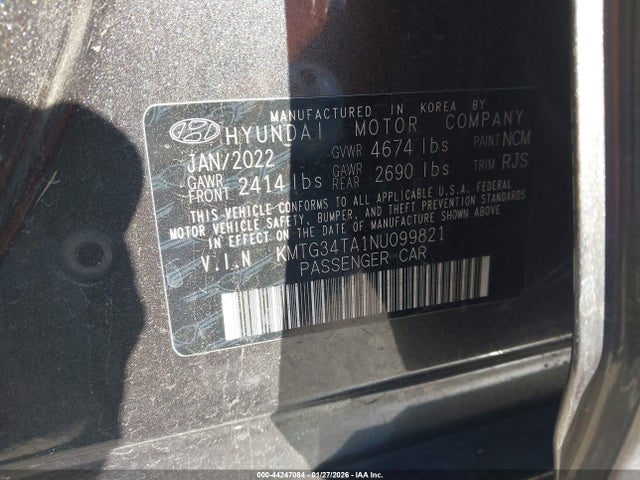 MANUFACTURED IN KOREA BY
HYUNDAI MOTOR COMPANY
JAN/2022 GVWR 4674 lbs PAINT NCM
GAWR FRONT 2414 lbs GAWR REAR 2690 lbs TRIM RJS
THIS VEHICLE CONFORMS TO ALL APPLICABLE U.S.A. FEDERAL
MOTOR VEHICLE SAFETY, BUMPER, AND THEFT PREVENTION STANDARDS
IN EFFECT ON THE DATE OF MANUFACTURE SHOWN ABOVE.
V.I.N KMTG34TA1NU099821
PASSENGER CAR
000-44247084 | 01/27/2026 | IAA Inc.